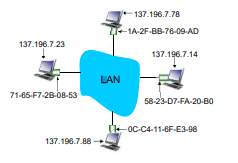 137.196.7.78
1A-2F-BB-76-09-AD
137.196.7.23
137.196.7.14
LAN
71-65-F7-2B-08-53
58-23-D7-FA-20-B0
0C-C4-11-6F-E3-98
137.196.7.88